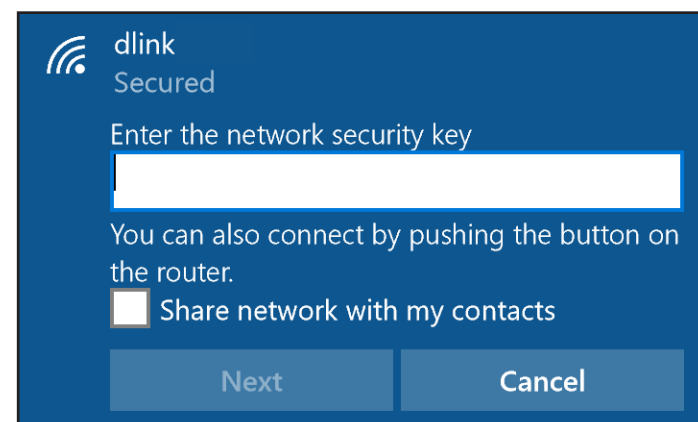 dlink
Secured
Enter the network security key
You can also connect by pushing the button on
the router.
Share network with my contacts
Next
Cancel